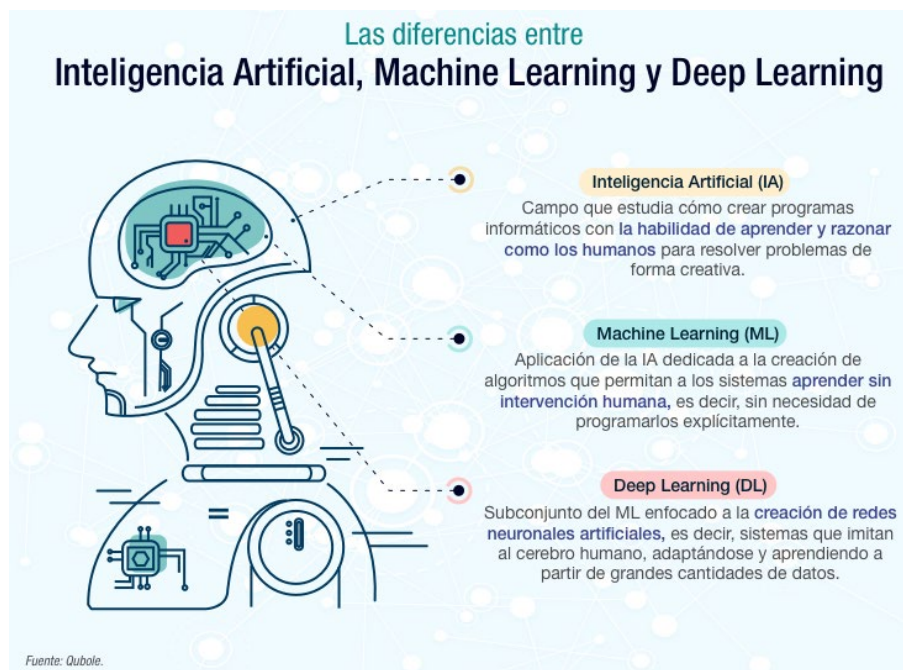 Las diferencias entre
Inteligencia Artificial, Machine Learning y Deep Learning
Inteligencia Artificial (IA)
Campo que estudia cómo crear programas
informáticos con la habilidad de aprender y razonar
como los humanos para resolver problemas de
forma creativa.
Machine Learning (ML)
Aplicación de la IA dedicada a la creación de
algoritmos que permitan a los sistemas aprender sin
intervención humana, es decir, sin necesidad de
programarlos explícitamente.
Deep Learning (DL)
Subconjunto del ML enfocado a la creación de redes
neuronales artificiales, es decir, sistemas que imitan
al cerebro humano, adaptándose y aprendiendo a
partir de grandes cantidades de datos.
Fuente: Qubole.